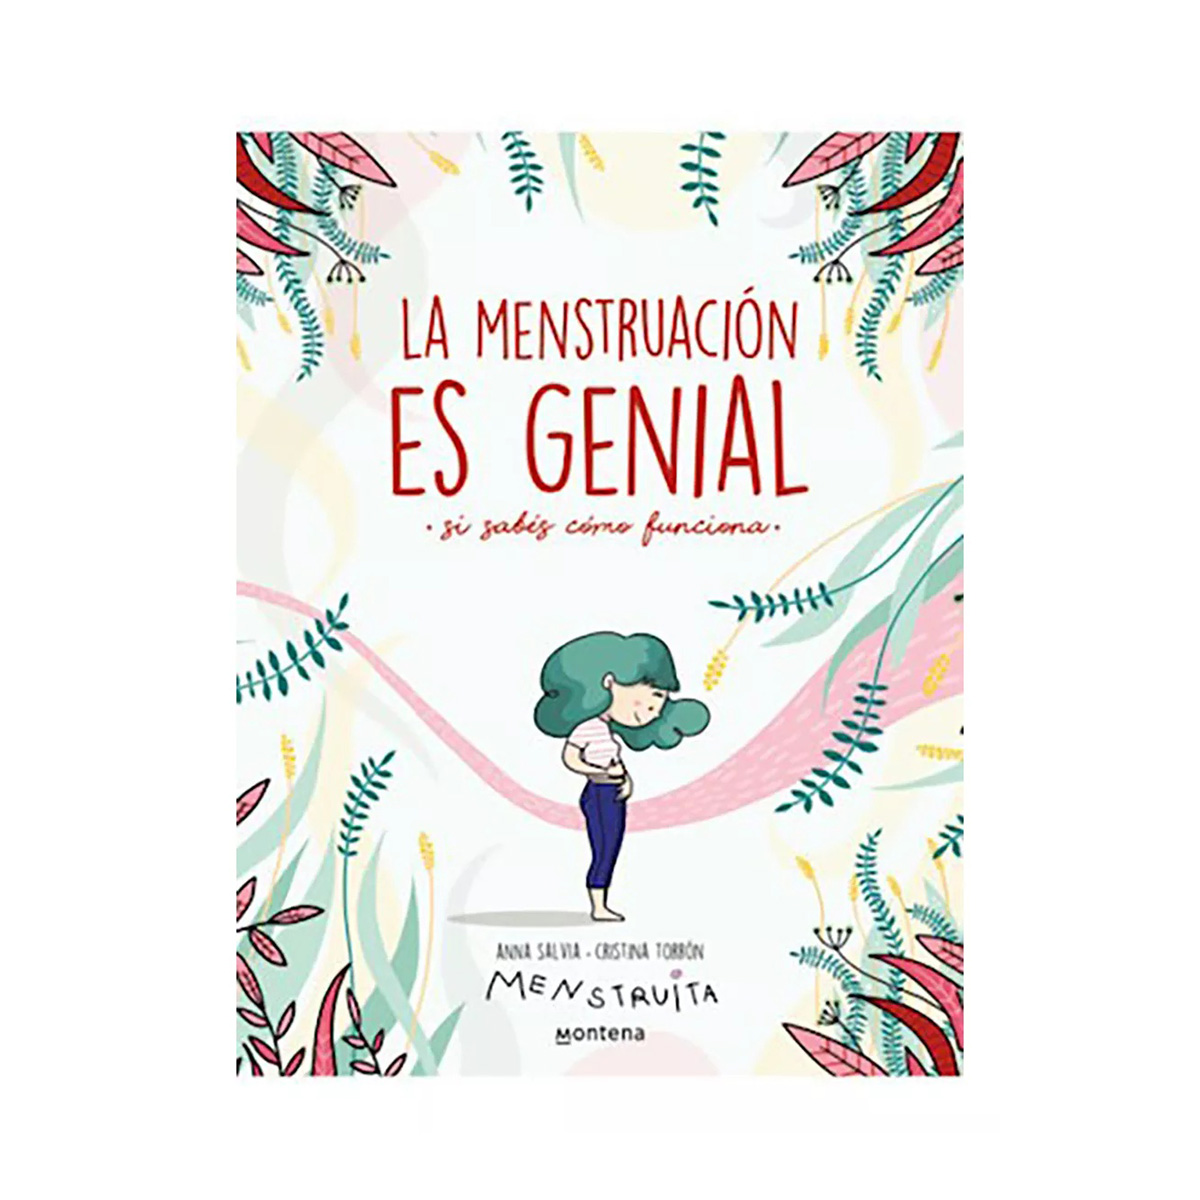 LA MENSTRUACIÓN
ES GENIAL
· si sabés cómo funciona ·
ANNA SALVIA · CRISTINA TORRÓN
MENSTRUITA
Montena